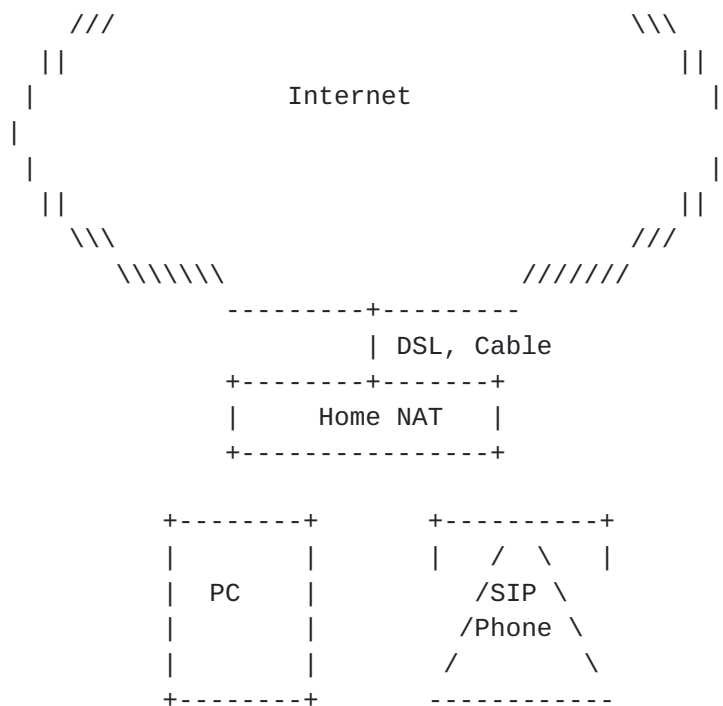 Internet
DSL, Cable
Home NAT
PC
SIP
Phone